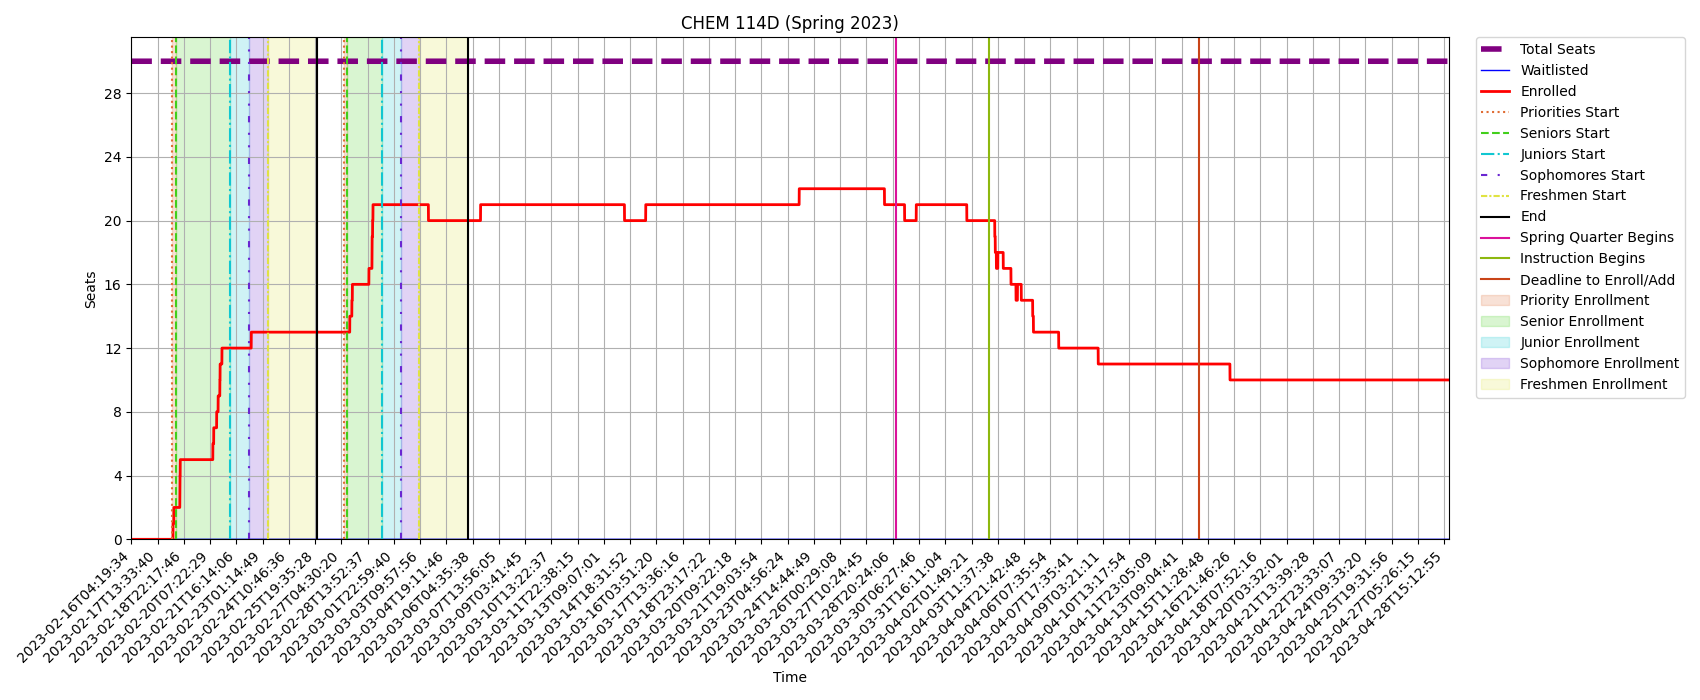 CHEM 114D (Spring 2023)
Seats
28
24
20
16
12
8
4
0
2023-02-16T04:19:34
2023-02-17T13:33:40
2023-02-18T22:17:46
2023-02-20T07:22:29
2023-02-21T16:14:06
2023-02-23T01:14:49
2023-02-24T10:46:36
2023-02-25T19:35:28
2023-02-27T04:30:20
2023-02-28T13:52:37
2023-03-01T22:59:40
2023-03-03T09:57:56
2023-03-04T19:11:46
2023-03-06T04:35:38
2023-03-07T13:56:05
2023-03-09T03:41:45
2023-03-10T13:22:37
2023-03-11T22:38:15
2023-03-13T09:07:01
2023-03-14T18:31:52
2023-03-16T03:51:20
2023-03-17T13:36:16
2023-03-18T23:17:22
2023-03-20T09:22:18
2023-03-21T19:03:54
2023-03-23T04:56:24
2023-03-24T14:44:49
2023-03-26T00:29:08
2023-03-27T10:24:45
2023-03-28T20:24:06
2023-03-30T06:27:46
2023-03-31T16:11:04
2023-04-02T01:49:21
2023-04-03T11:37:38
2023-04-04T21:42:48
2023-04-06T07:35:54
2023-04-07T17:35:41
2023-04-09T03:21:11
2023-04-10T13:17:54
2023-04-11T23:05:09
2023-04-13T09:04:41
2023-04-15T11:28:48
2023-04-16T21:46:26
2023-04-18T07:52:16
2023-04-20T03:32:01
2023-04-21T13:39:28
2023-04-22T23:33:07
2023-04-24T09:33:20
2023-04-25T19:31:56
2023-04-27T05:26:15
2023-04-28T15:12:55
Time
Total Seats
Waitlisted
Enrolled
Priorities Start
Seniors Start
Juniors Start
Sophomores Start
Freshmen Start
End
Spring Quarter Begins
Instruction Begins
Deadline to Enroll/Add
Priority Enrollment
Senior Enrollment
Junior Enrollment
Sophomore Enrollment
Freshmen Enrollment